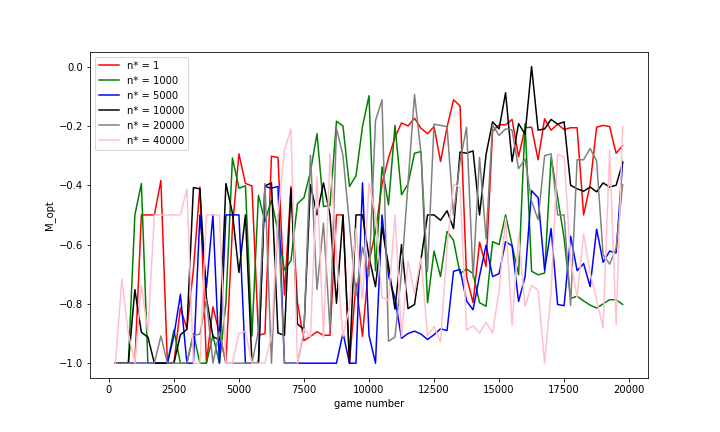 0.0
−0.2
−0.4
−0.6
−0.8
−1.0
M_opt
n* = 1
n* = 1000
n* = 5000
n* = 10000
n* = 20000
n* = 40000
0 2500 5000 7500 10000 12500 15000 17500 20000
game number